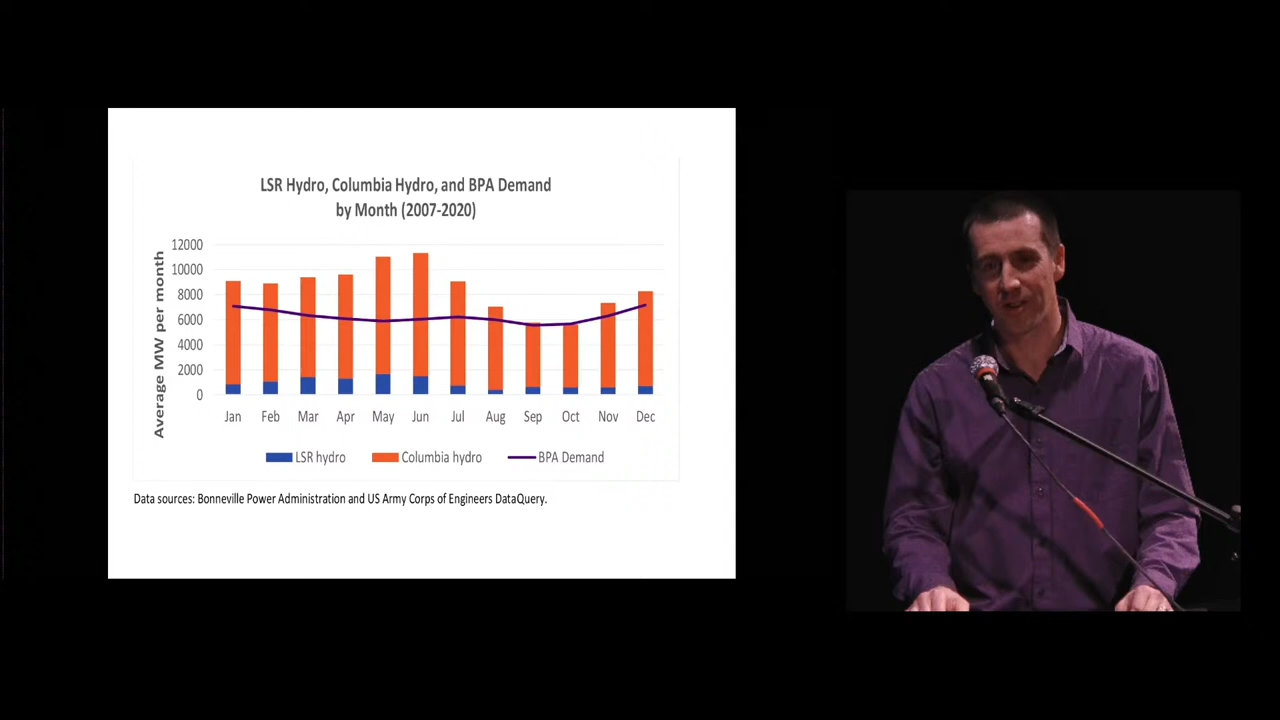 LSR Hydro, Columbia Hydro, and BPA Demand
by Month (2007-2020)
Average MW per month
12000
10000
8000
6000
4000
2000
0
Jan Feb Mar Apr May Jun Jul Aug Sep Oct Nov Dec
LSR hydro Columbia hydro BPA Demand
Data sources: Bonneville Power Administration and US Army Corps of Engineers DataQuery.